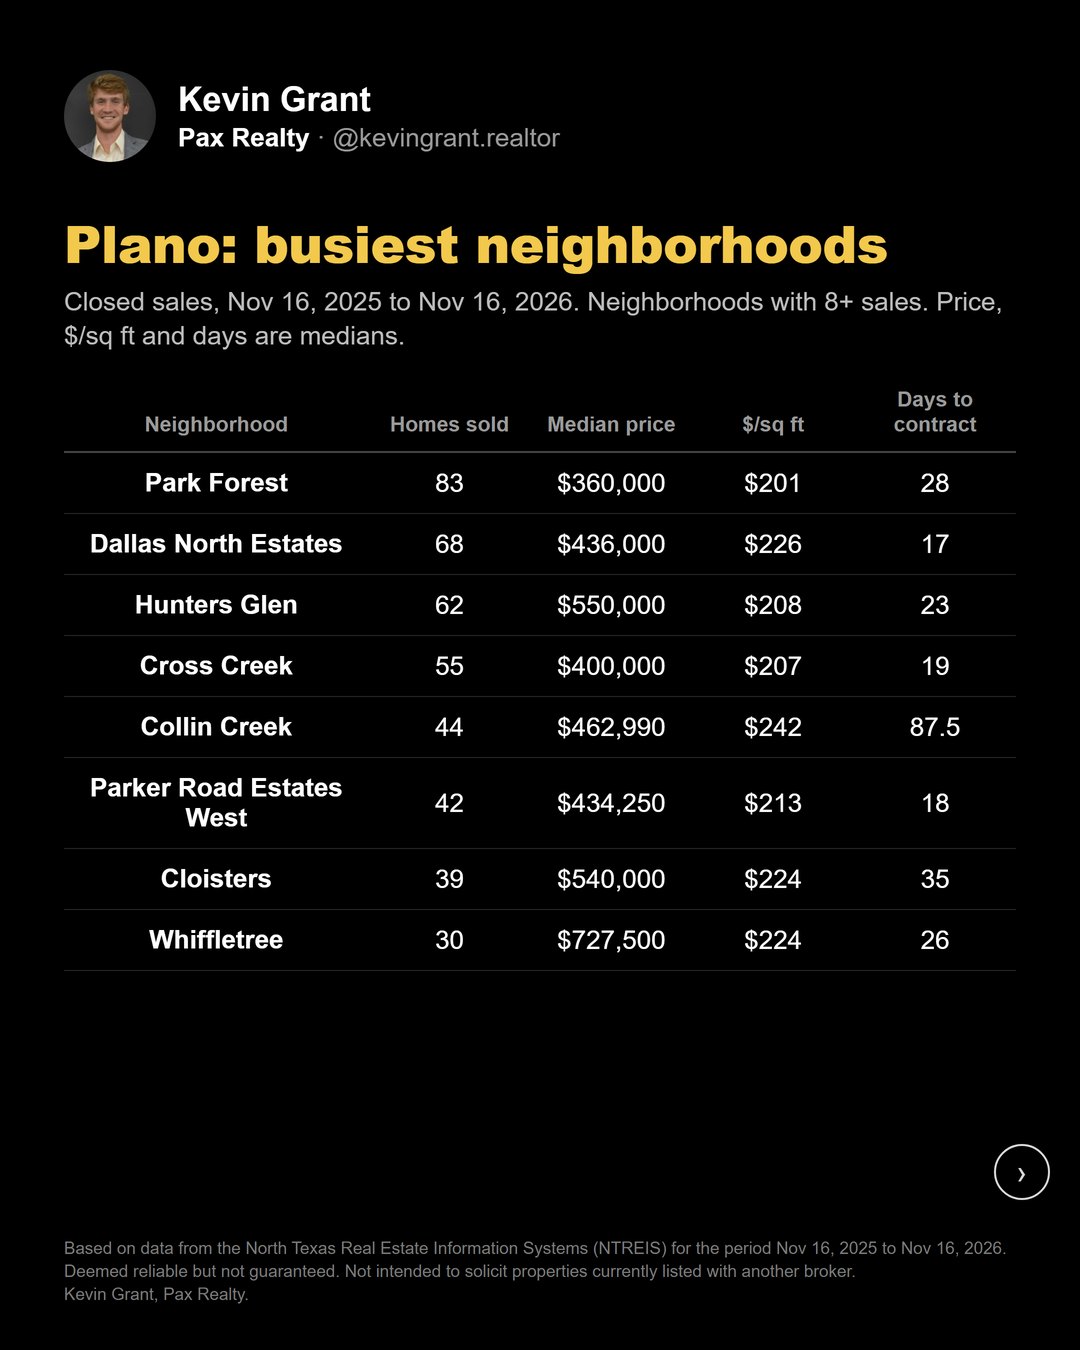 Kevin Grant
Pax Realty · @kevingrant.realtor
Plano: busiest neighborhoods
Closed sales, Nov 16, 2025 to Nov 16, 2026. Neighborhoods with 8+ sales. Price,
$/sq ft and days are medians.
Neighborhood Homes sold Median price $/sq ft Days to contract
Park Forest 83 $360,000 $201 28
Dallas North Estates 68 $436,000 $226 17
Hunters Glen 62 $550,000 $208 23
Cross Creek 55 $400,000 $207 19
Collin Creek 44 $462,990 $242 87.5
Parker Road Estates West 42 $434,250 $213 18
Cloisters 39 $540,000 $224 35
Whiffletree 30 $727,500 $224 26
›
Based on data from the North Texas Real Estate Information Systems (NTREIS) for the period Nov 16, 2025 to Nov 16, 2026.
Deemed reliable but not guaranteed. Not intended to solicit properties currently listed with another broker.
Kevin Grant, Pax Realty.